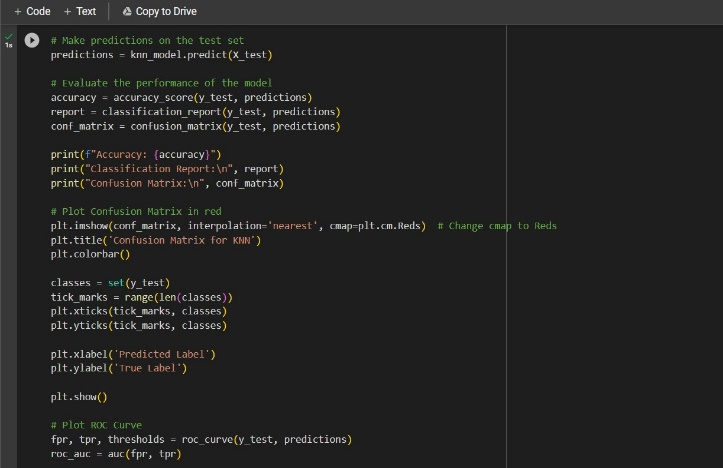 + Code + Text Copy to Drive
1s
# Make predictions on the test set
predictions = knn_model.predict(X_test)
# Evaluate the performance of the model
accuracy = accuracy_score(y_test, predictions)
report = classification_report(y_test, predictions)
conf_matrix = confusion_matrix(y_test, predictions)
print(f"Accuracy: {accuracy}")
print("Classification Report:\n", report)
print("Confusion Matrix:\n", conf_matrix)
# Plot Confusion Matrix in red
plt.imshow(conf_matrix, interpolation='nearest', cmap=plt.cm.Reds)  # Change cmap to Reds
plt.title('Confusion Matrix for KNN')
plt.colorbar()
classes = set(y_test)
tick_marks = range(len(classes))
plt.xticks(tick_marks, classes)
plt.yticks(tick_marks, classes)
plt.xlabel('Predicted Label')
plt.ylabel('True Label')
plt.show()
# Plot ROC Curve
fpr, tpr, thresholds = roc_curve(y_test, predictions)
roc_auc = auc(fpr, tpr)